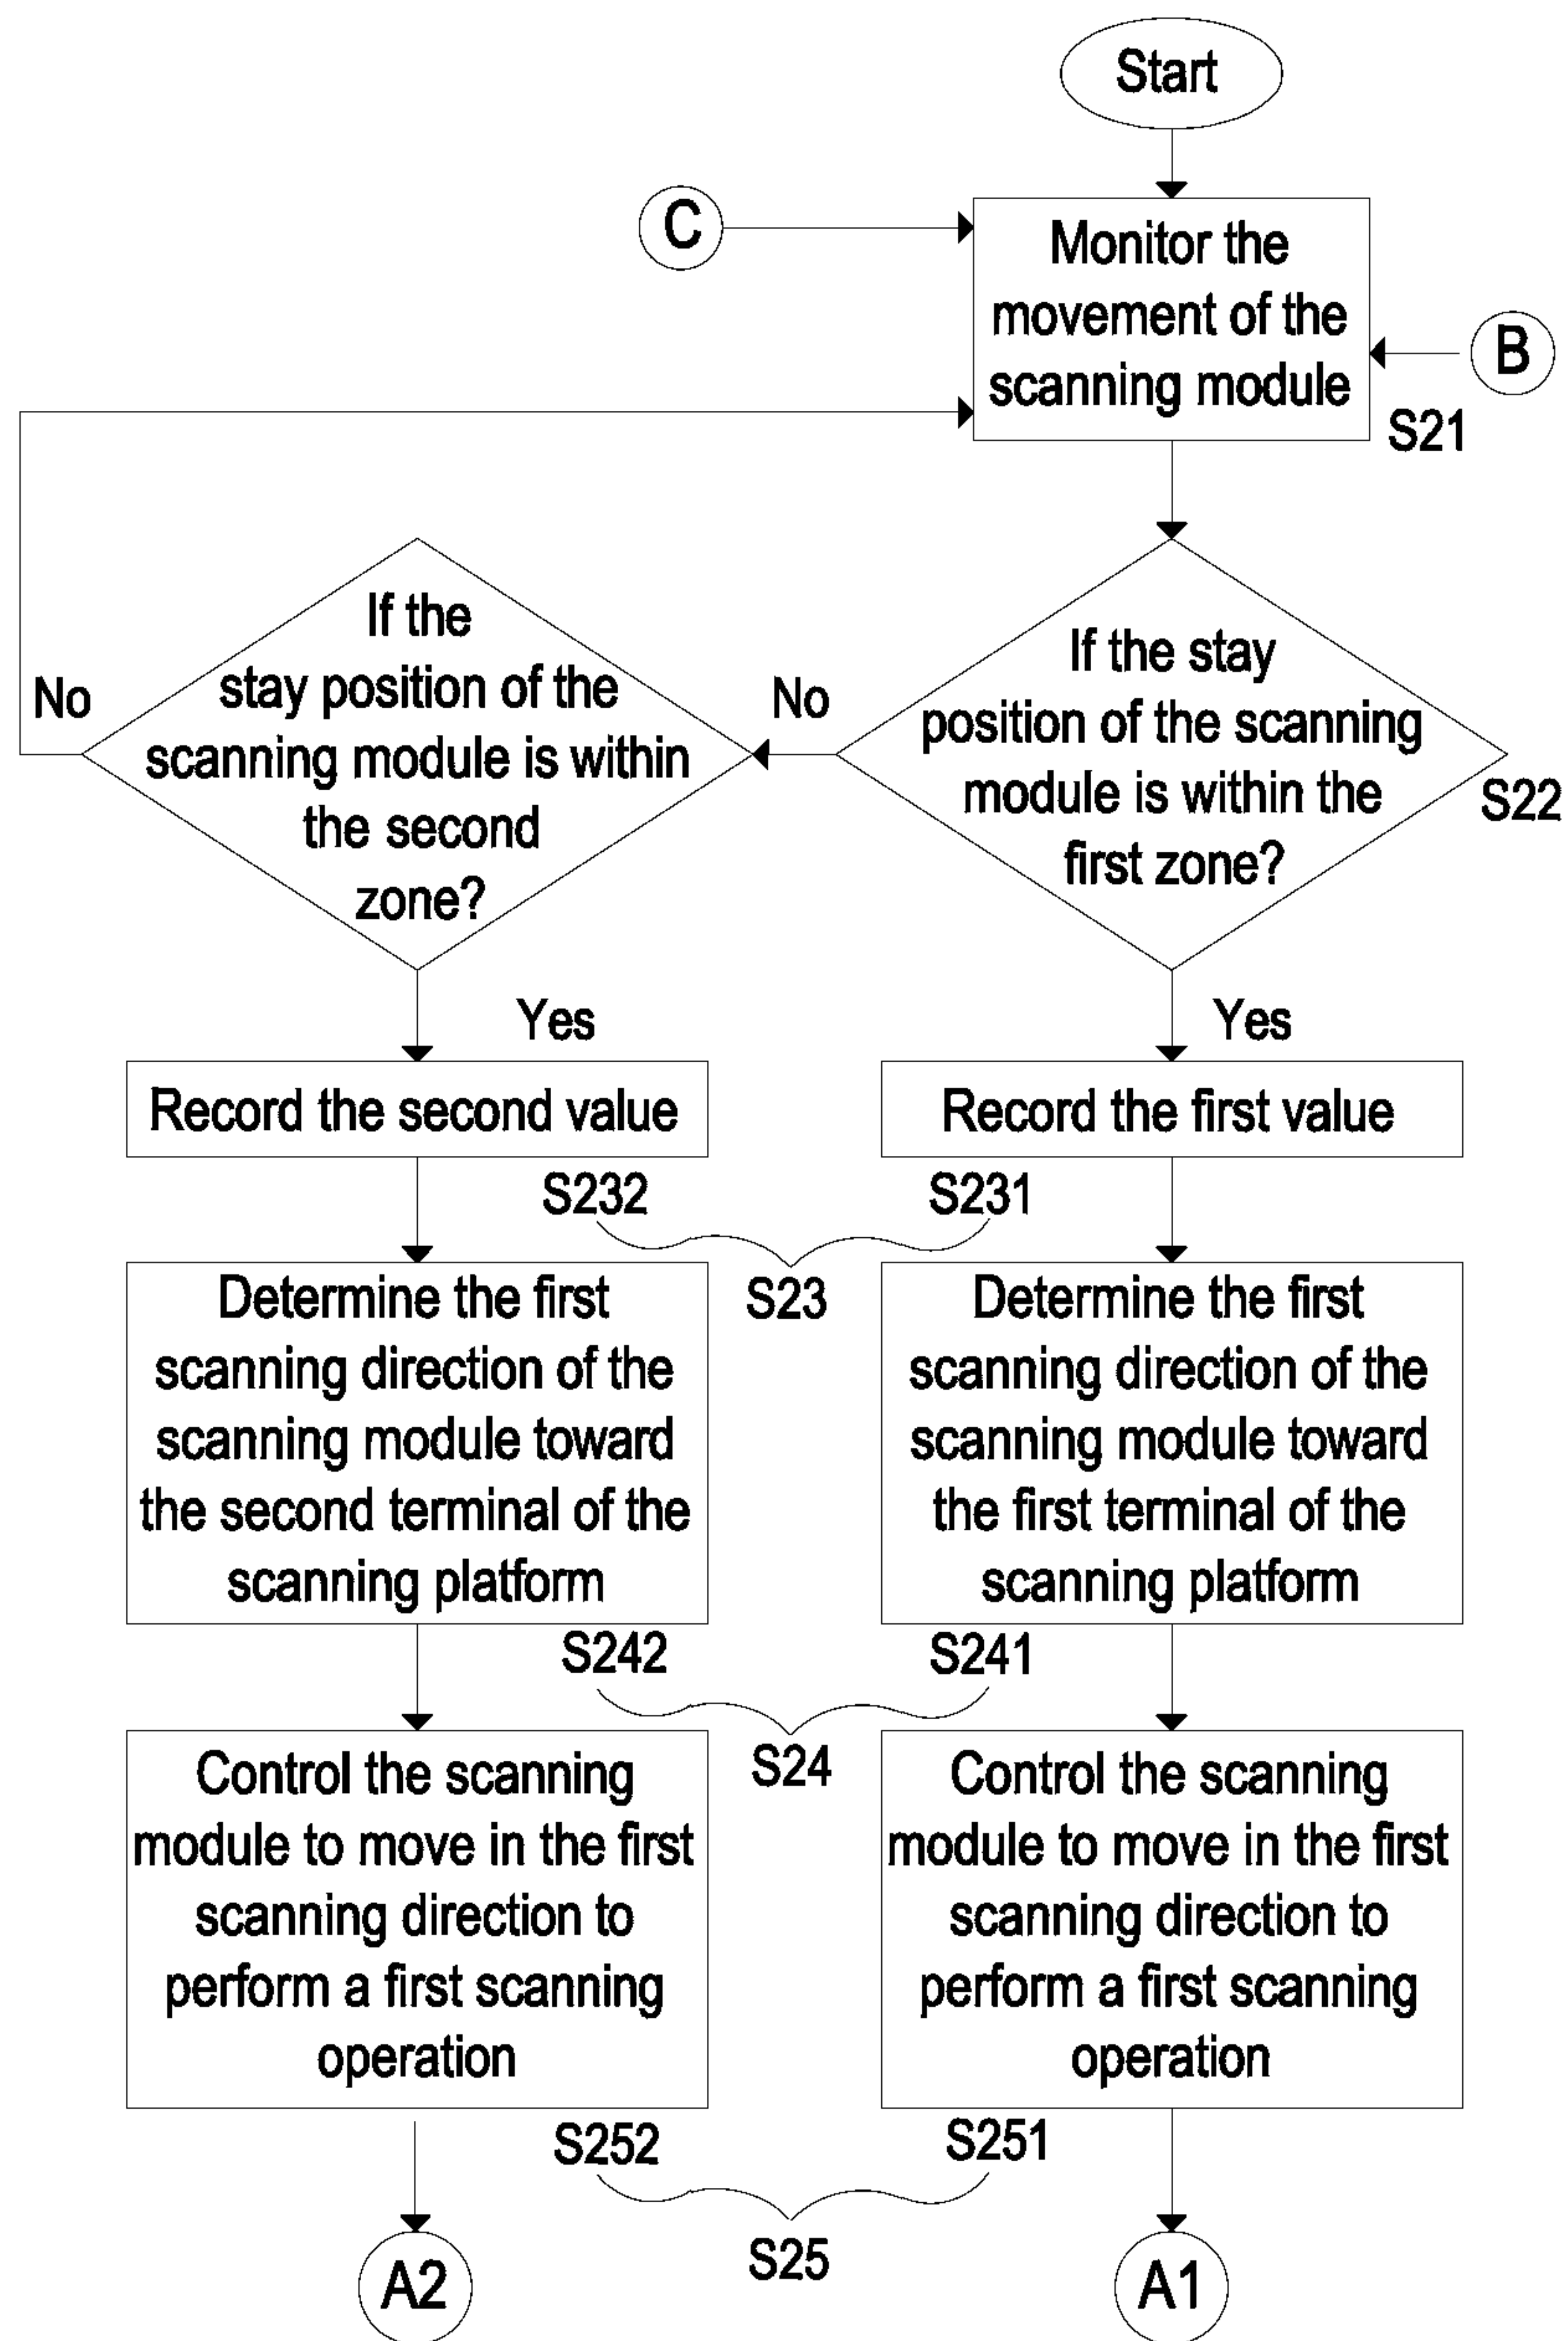 Start
C
Monitor the
movement of the
scanning module
B
S21
If the
stay position of the
scanning module is within
the second
zone?
No
If the stay
position of the scanning
module is within the
first zone?
No
S22
Yes
Yes
Record the second value
Record the first value
S232
S231
S23
Determine the first
scanning direction of the
scanning module toward
the second terminal of the
scanning platform
Determine the first
scanning direction of the
scanning module toward
the first terminal of the
scanning platform
S242
S241
S24
Control the scanning
module to move in the first
scanning direction to
perform a first scanning
operation
Control the scanning
module to move in the first
scanning direction to
perform a first scanning
operation
S252
S251
S25
A2
A1